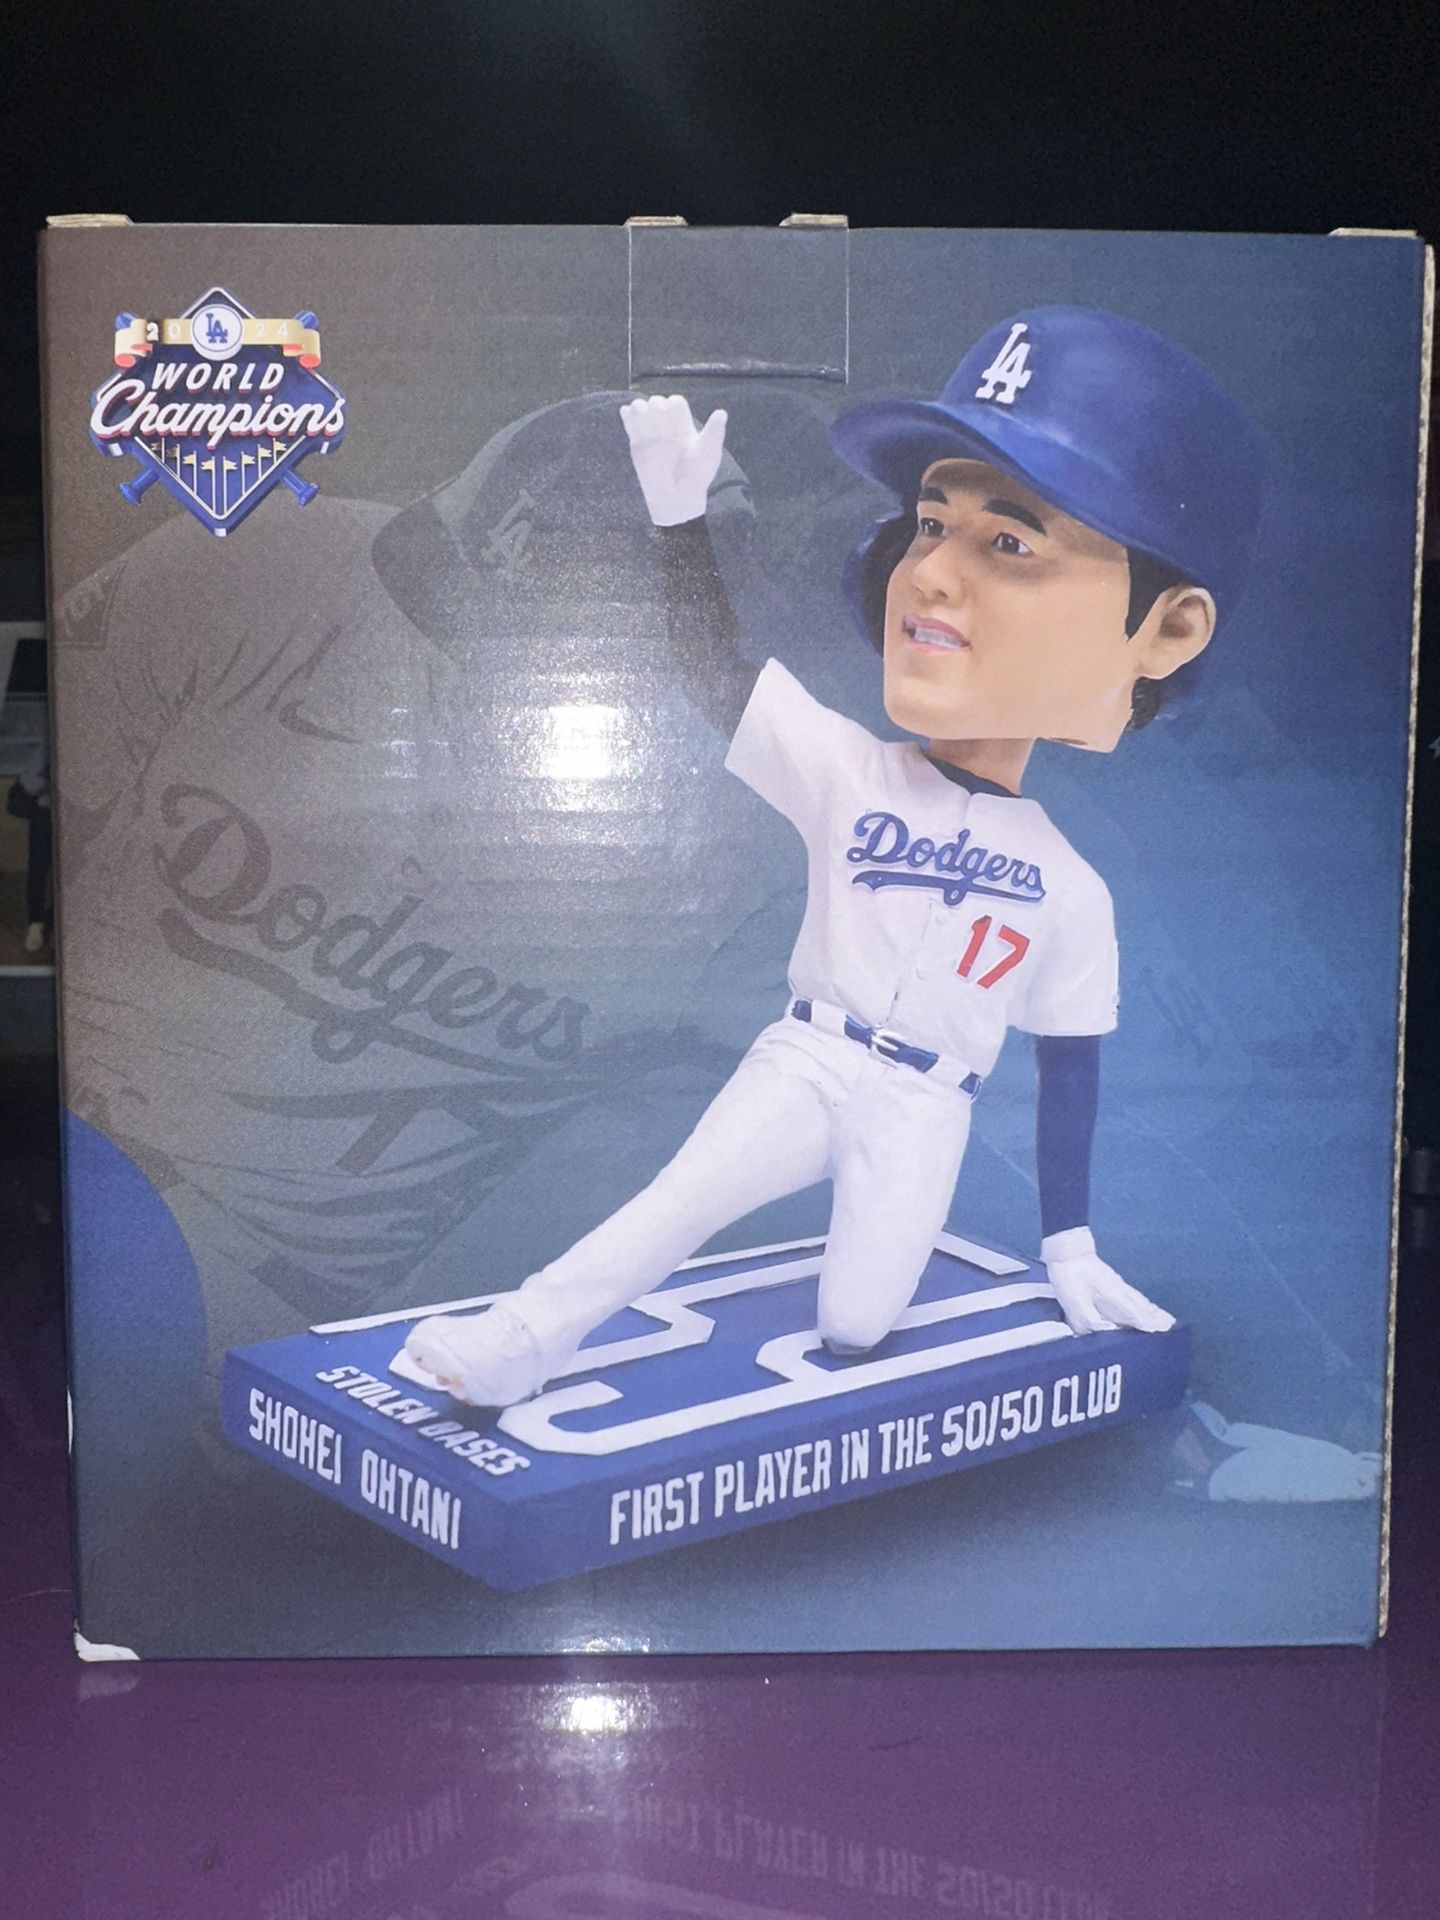 2024
LA
WORLD
Champions
LA
LA
Dodgers
17
Dodgers
STOLEN BASES
SHOHEI OHTANI
FIRST PLAYER IN THE 50/50 CLUB